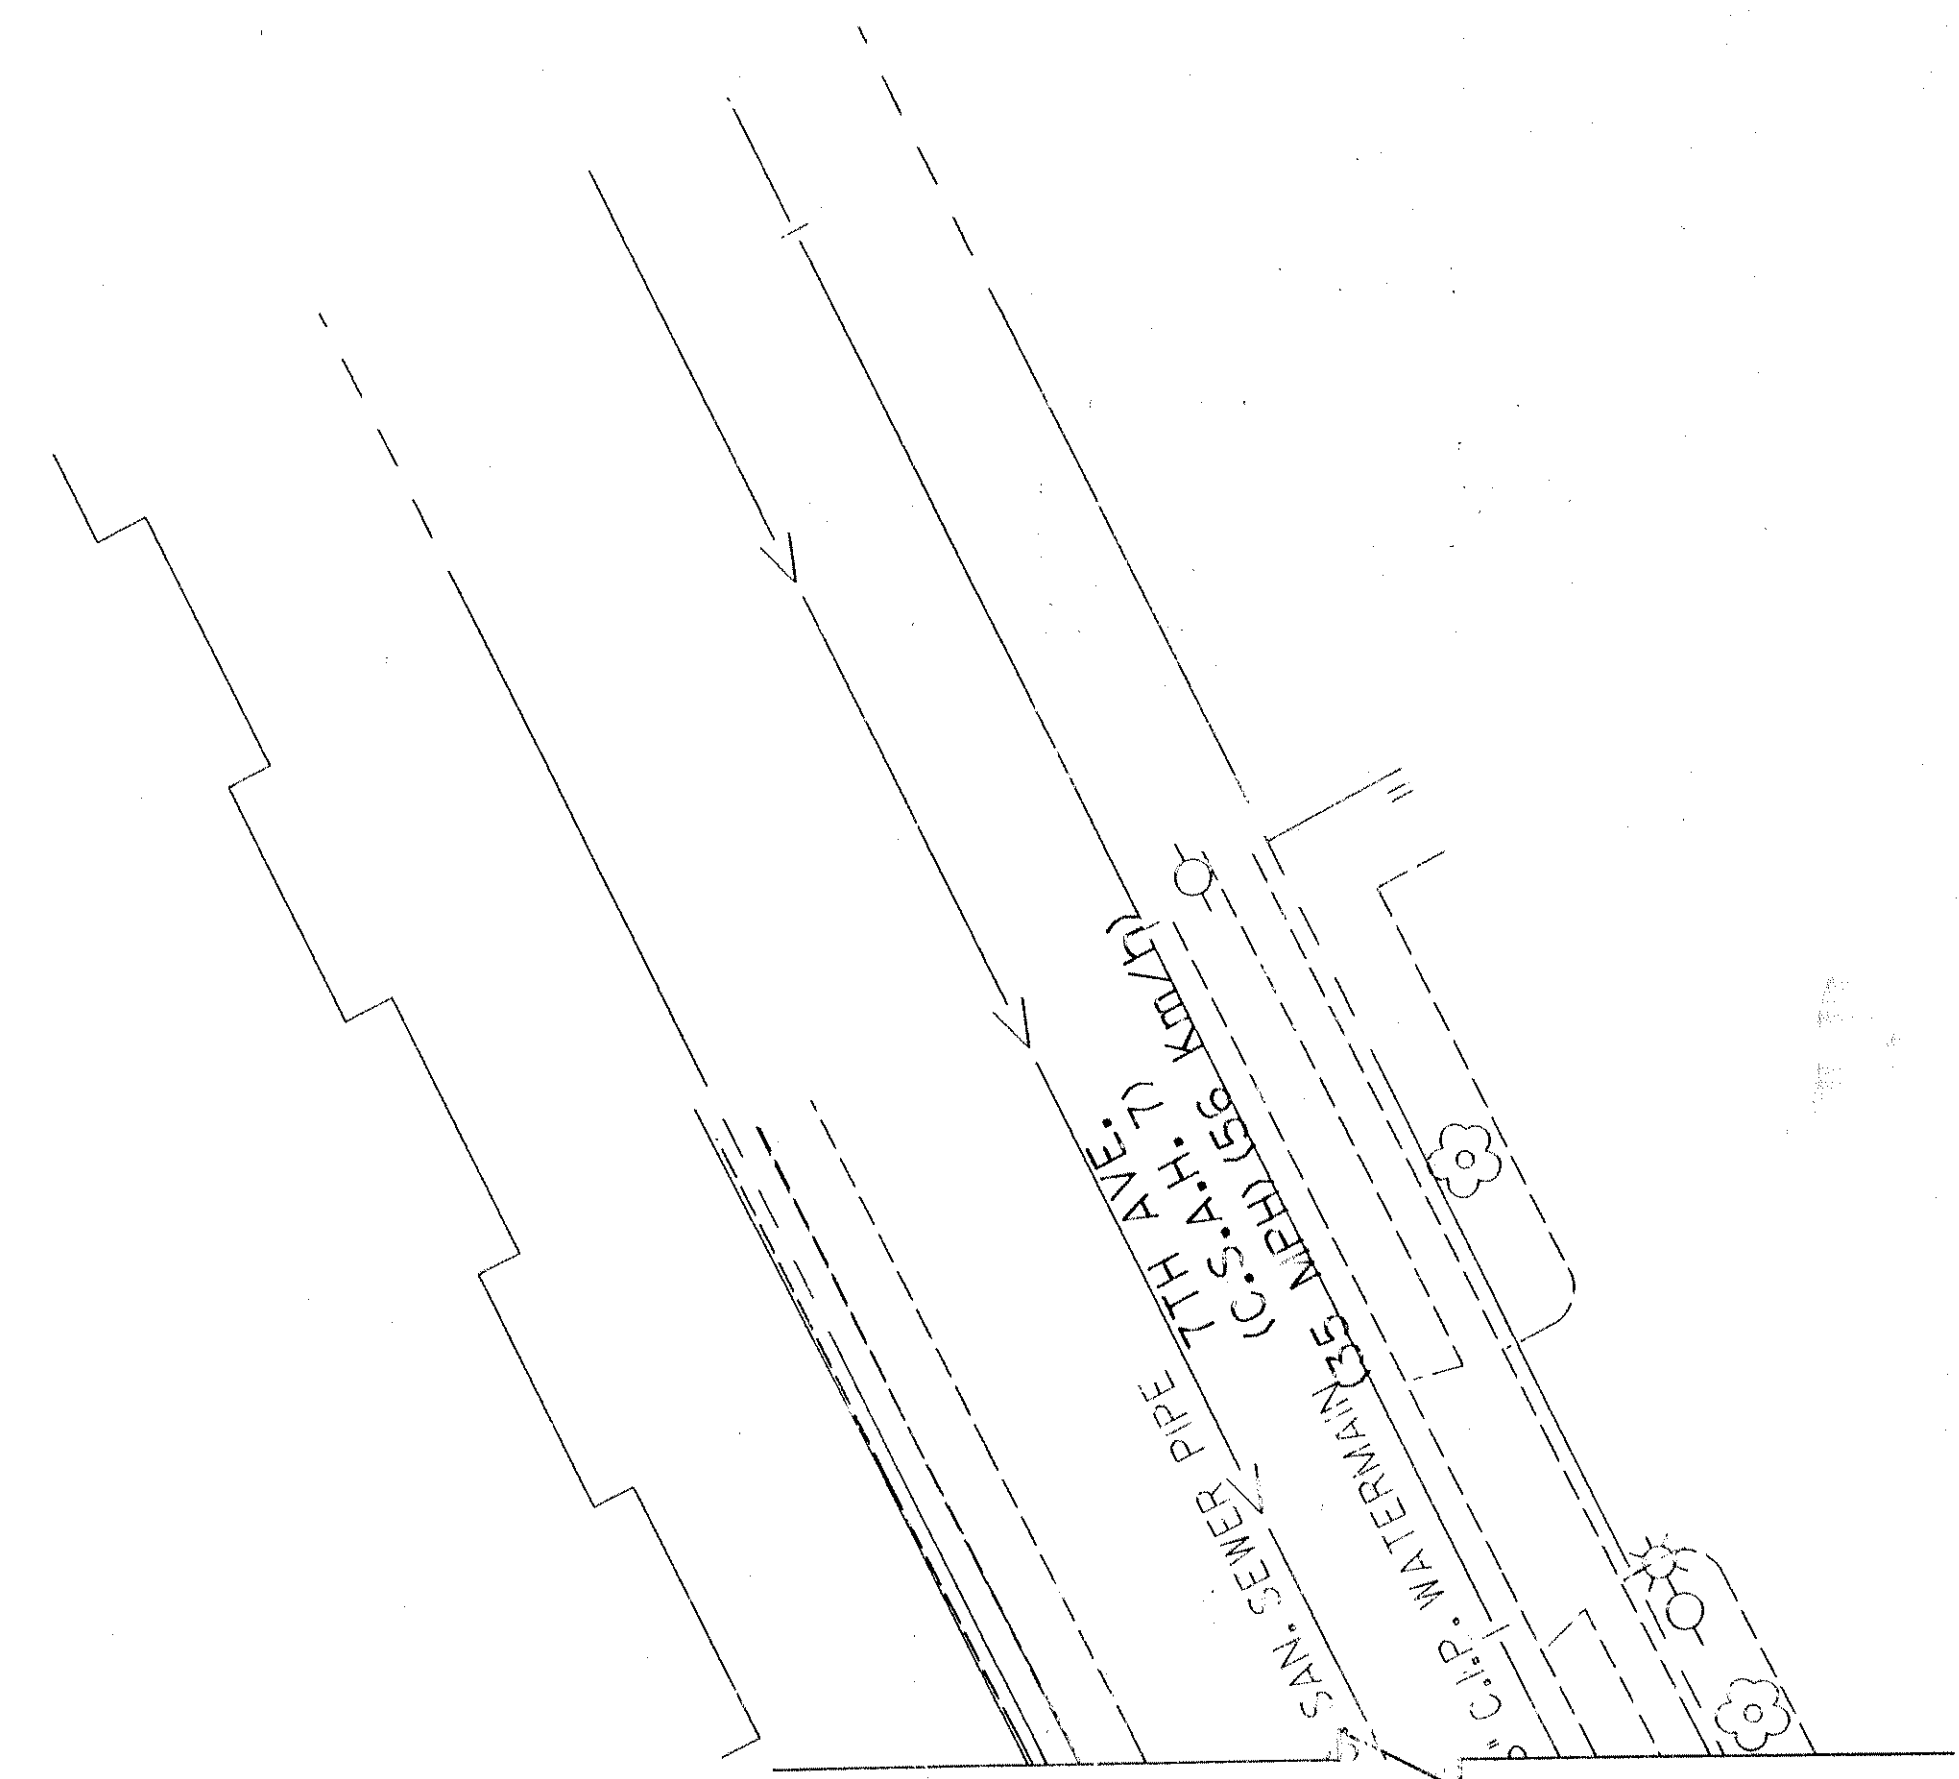 7TH AVE.
(C.S.A.H. 7)
(35 MPH) (56 Km/h)
SAN. SEWER PIPE
" C.I.P. WATERMAIN